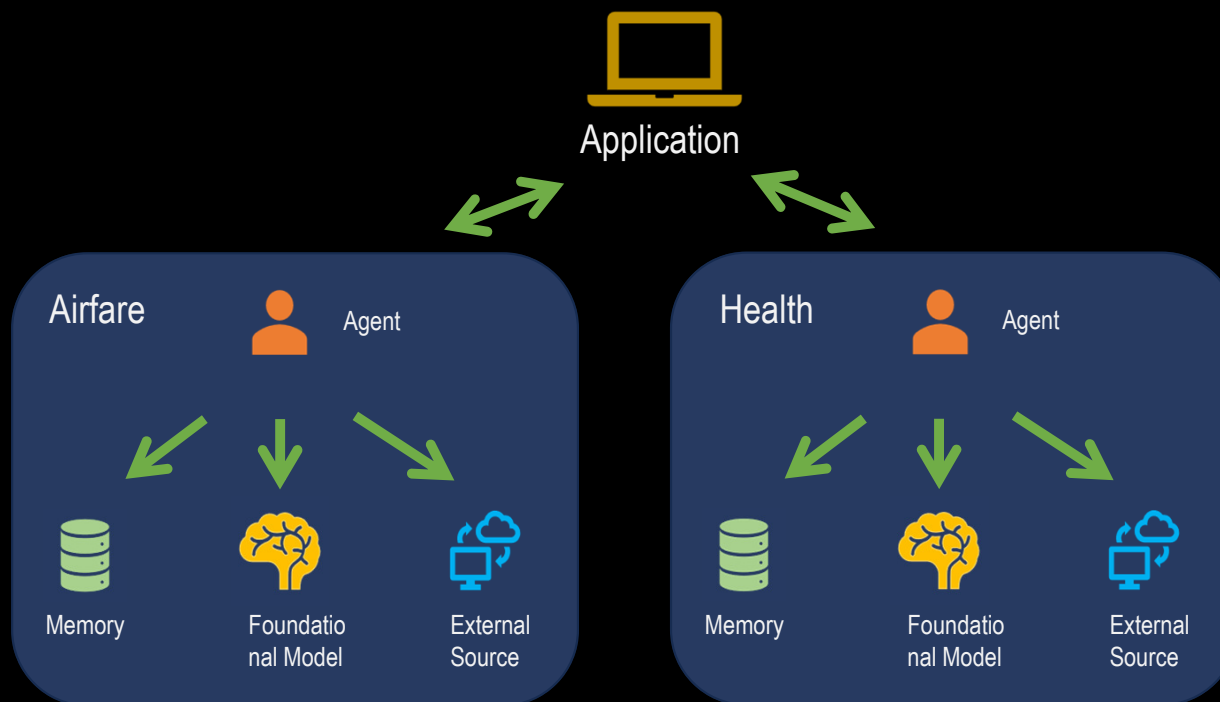 Application
Airfare
Agent
Memory
Foundatio
nal Model
External
Source
Health
Agent
Memory
Foundatio
nal Model
External
Source